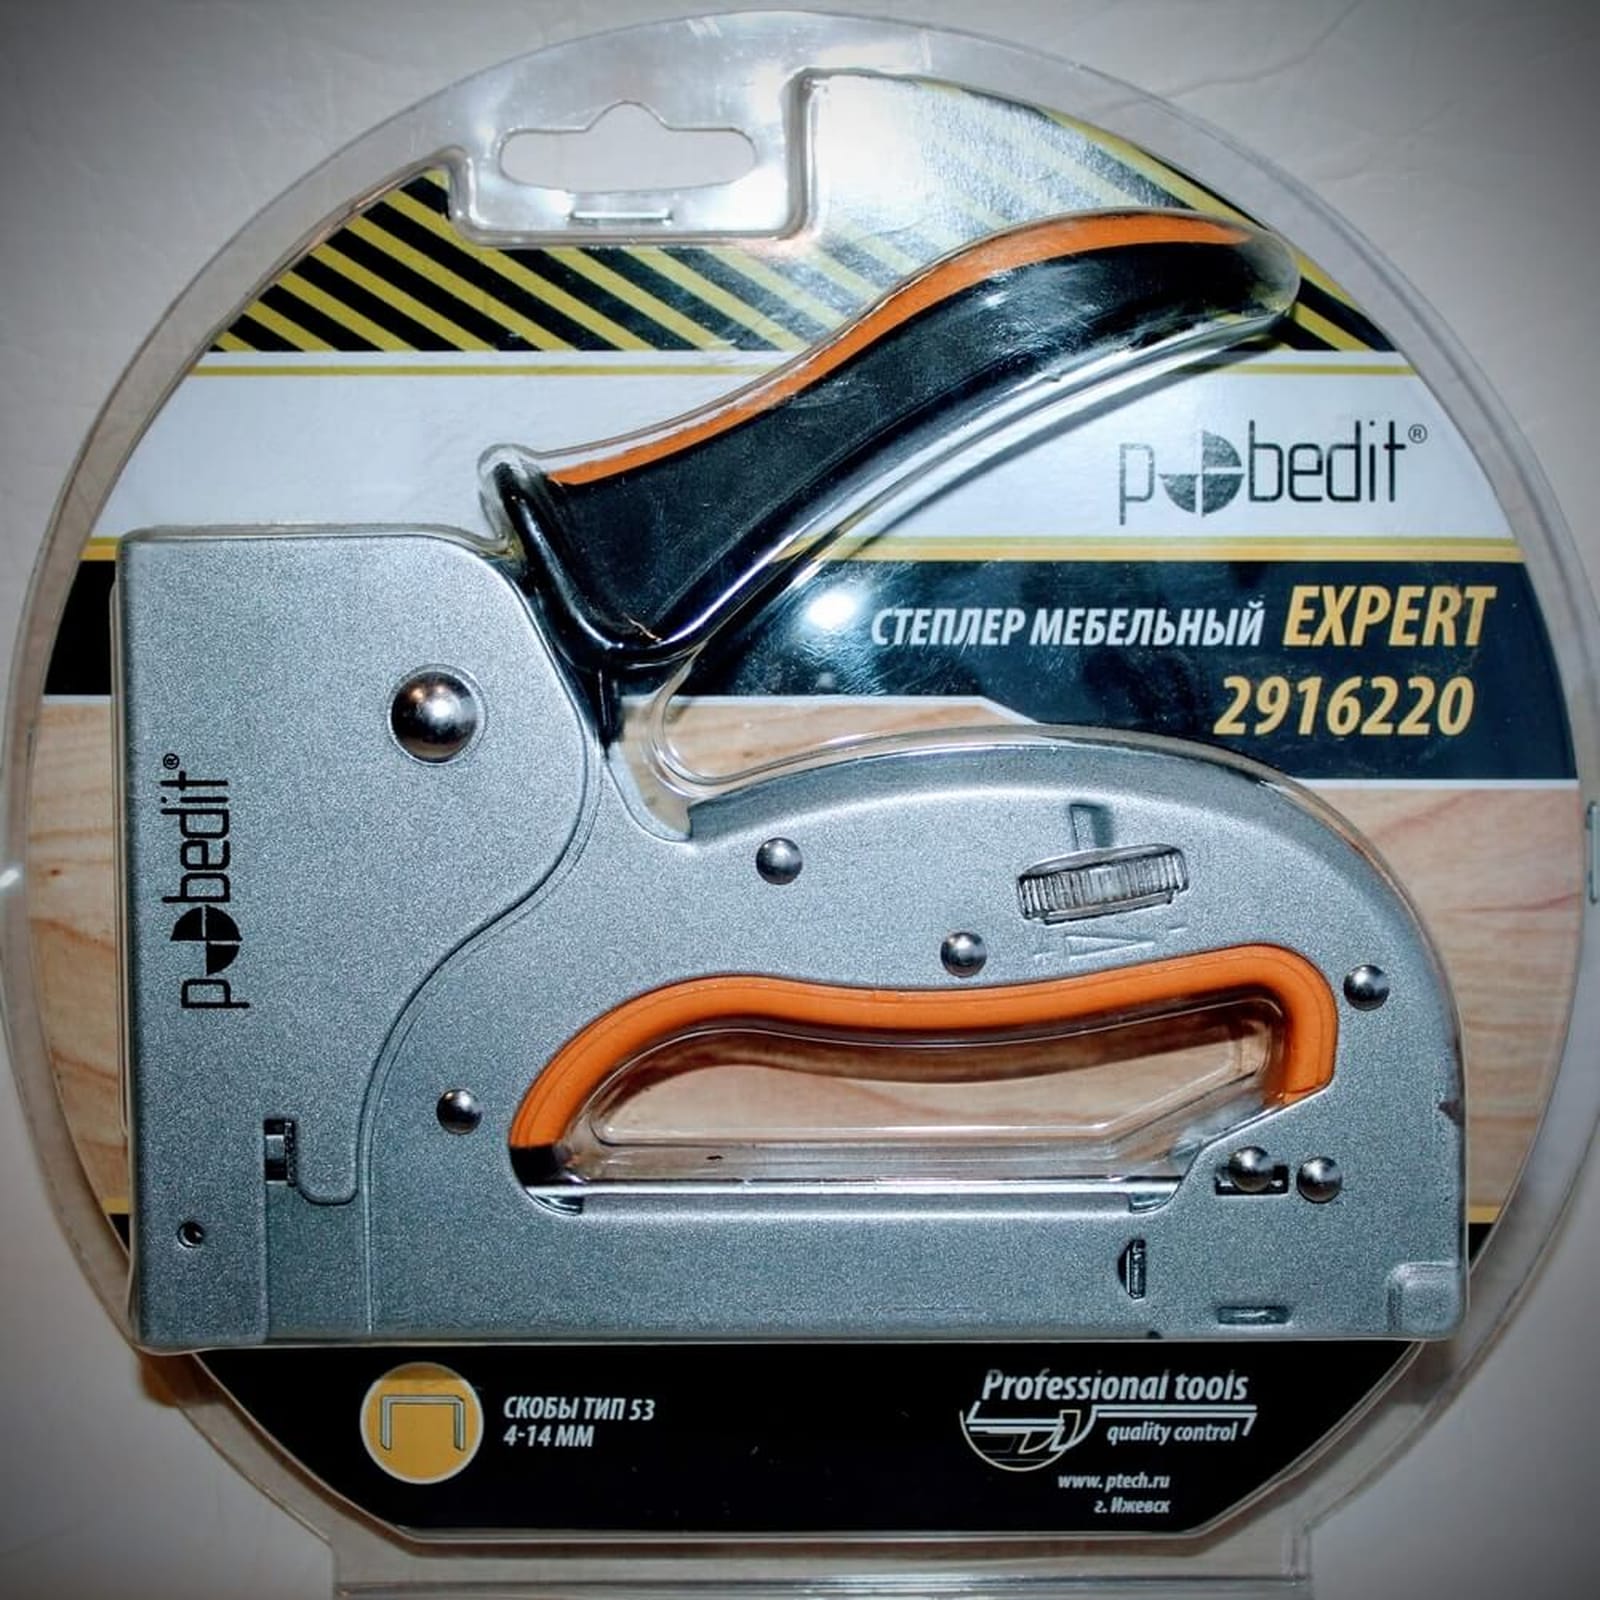 pobedit®
СТЕПЛЕР МЕБЕЛЬНЫЙ EXPERT
2916220
pobedit®
СКОБЫ ТИП 53
4-14 ММ
Professional tools
quality control
www.ptech.ru
г. Ижевск